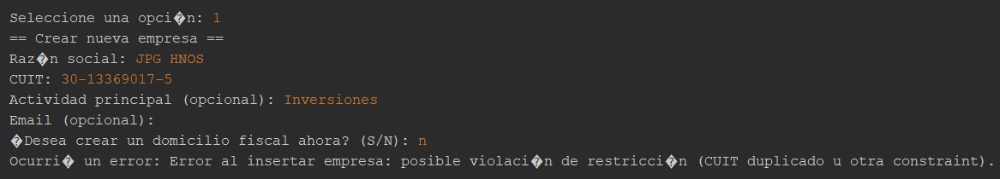 Seleccione una opci�n: 1
== Crear nueva empresa ==
Raz�n social: JPG HNOS
CUIT: 30-13369017-5
Actividad principal (opcional): Inversiones
Email (opcional):
�Desea crear un domicilio fiscal ahora? (S/N): n
Ocurri� un error: Error al insertar empresa: posible violaci�n de restricci�n (CUIT duplicado u otra constraint).